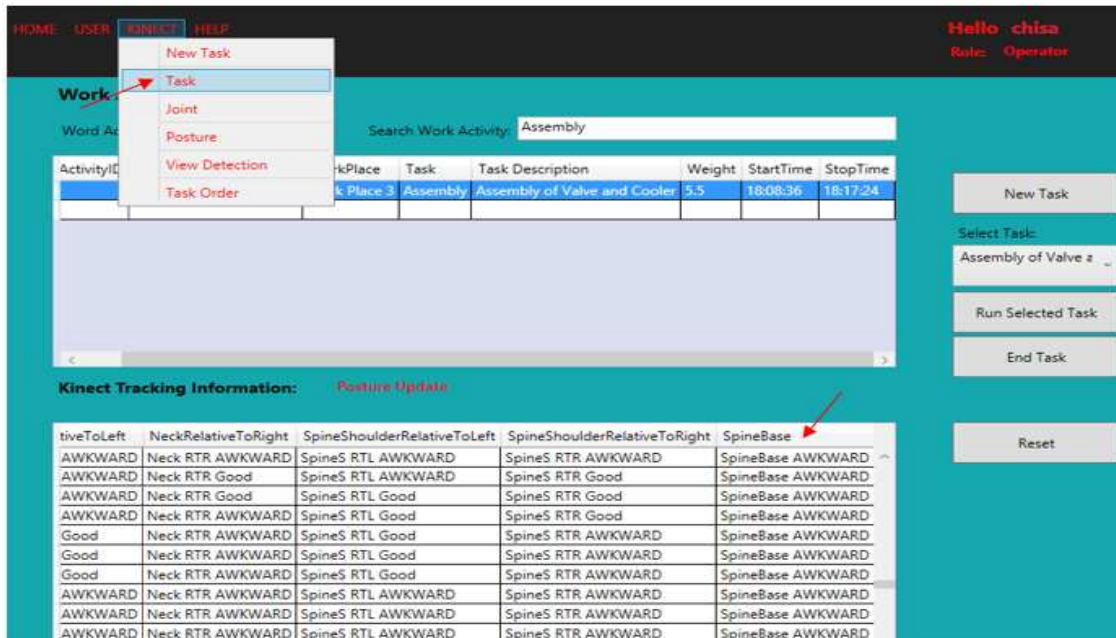 HOME USER KINECT HELP
Hello chisa
Role: Operator
New Task
Task
Joint
Posture
View Detection
Task Order
Work
Search Work Activity: Assembly
ActivityID Task Task Description Weight StartTime StopTime
Place 3 Assembly Assembly of Valve and Cooler 5.5 18:08:36 18:17:24
New Task
Select Task:
Assembly of Valve a
Run Selected Task
End Task
Kinect Tracking Information: Posture Update
Reset
tiveToLeft NeckRelativeToRight SpineShoulderRelativeToLeft SpineShoulderRelativeToRight SpineBase
AWKWARD Neck RTR AWKWARD SpineS RTL AWKWARD SpineS RTR AWKWARD SpineBase AWKWARD
AWKWARD Neck RTR Good SpineS RTL AWKWARD SpineS RTR Good SpineBase AWKWARD
AWKWARD Neck RTR Good SpineS RTL Good SpineS RTR Good SpineBase AWKWARD
AWKWARD Neck RTR AWKWARD SpineS RTL Good SpineS RTR Good SpineBase AWKWARD
Good Neck RTR AWKWARD SpineS RTL Good SpineS RTR AWKWARD SpineBase AWKWARD
Good Neck RTR AWKWARD SpineS RTL Good SpineS RTR AWKWARD SpineBase AWKWARD
Good Neck RTR AWKWARD SpineS RTL Good SpineS RTR AWKWARD SpineBase AWKWARD
AWKWARD Neck RTR AWKWARD SpineS RTL AWKWARD SpineS RTR AWKWARD SpineBase AWKWARD
AWKWARD Neck RTR AWKWARD SpineS RTL AWKWARD SpineS RTR AWKWARD SpineBase AWKWARD
AWKWARD Neck RTR AWKWARD SpineS RTL AWKWARD SpineS RTR AWKWARD SpineBase AWKWARD